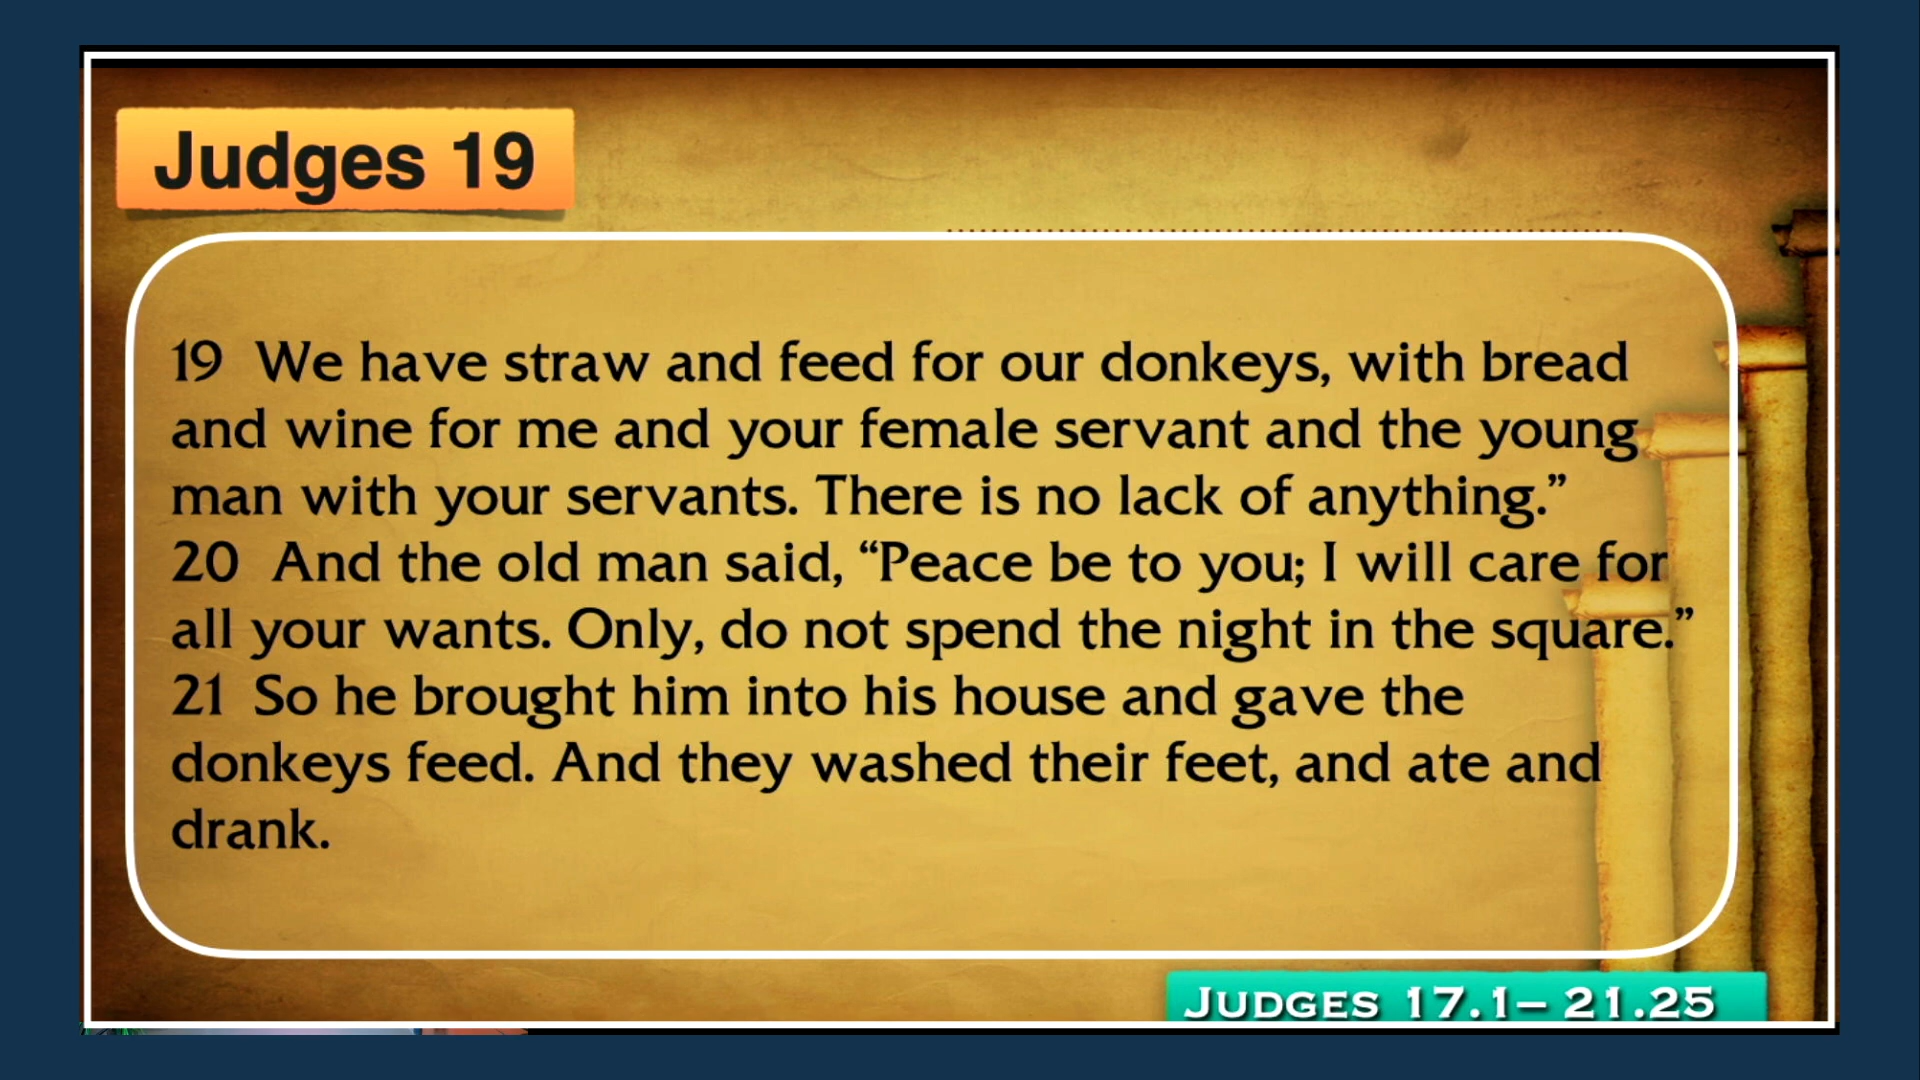 Judges 19
19 We have straw and feed for our donkeys, with bread
and wine for me and your female servant and the young
man with your servants. There is no lack of anything.”
20 And the old man said, “Peace be to you; I will care for
all your wants. Only, do not spend the night in the square.”
21 So he brought him into his house and gave the
donkeys feed. And they washed their feet, and ate and
drank.
JUDGES 17.1– 21.25